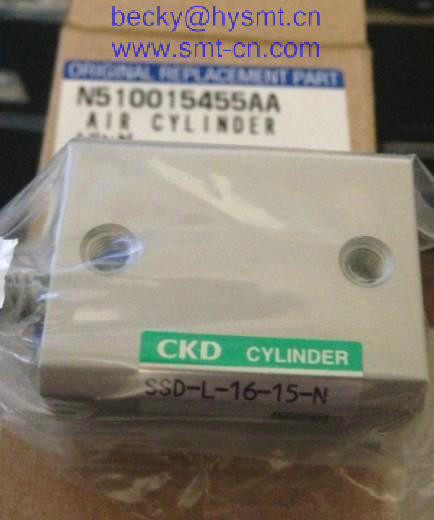 becky@hysmt.cn
www.smt-cn.com
ORIGINAL REPLACEMENT PART
N510015455AA
AIR CYLINDER
CKD CYLINDER
SSD-L-16-15-N